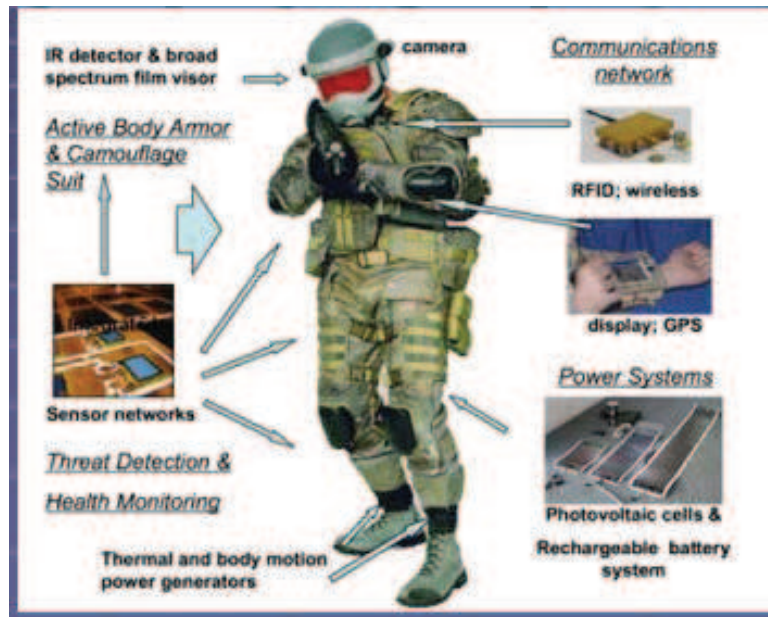 IR detector & broad
spectrum film visor
camera
Active Body Armor
& Camouflage
Suit
Sensor networks
Threat Detection &
Health Monitoring
Thermal and body motion
power generators
Communications
network
RFID; wireless
display; GPS
Power Systems
Photovoltaic cells &
Rechargeable battery
system